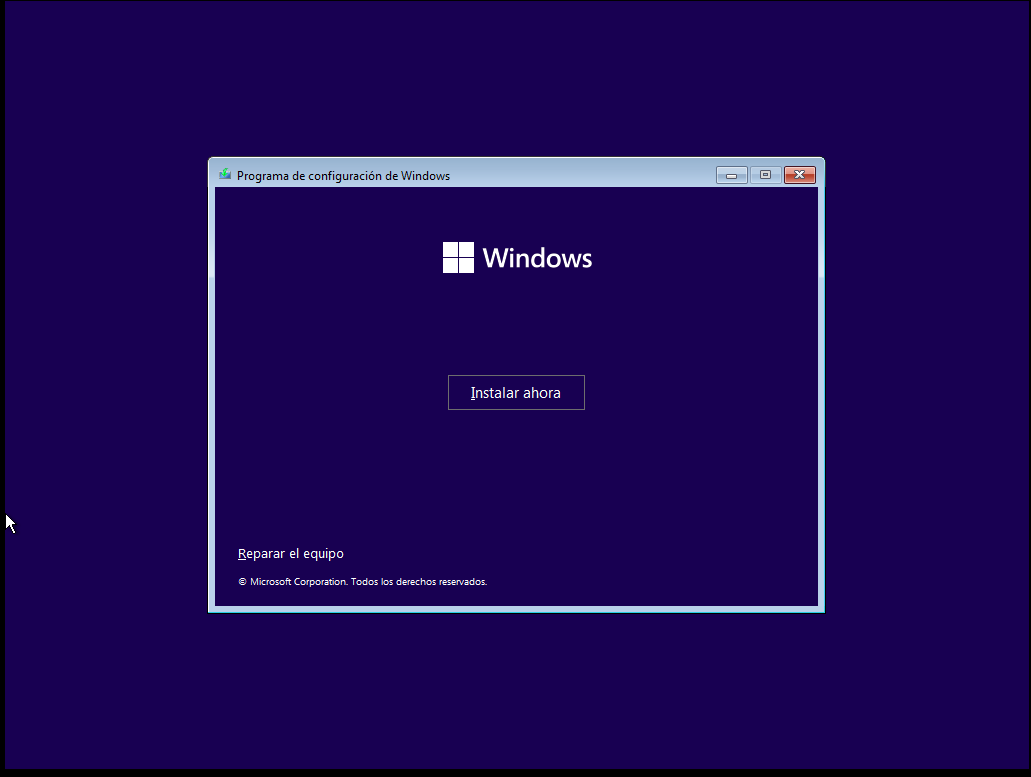 Programa de configuración de Windows
Windows
Instalar ahora
Reparar el equipo
© Microsoft Corporation. Todos los derechos reservados.